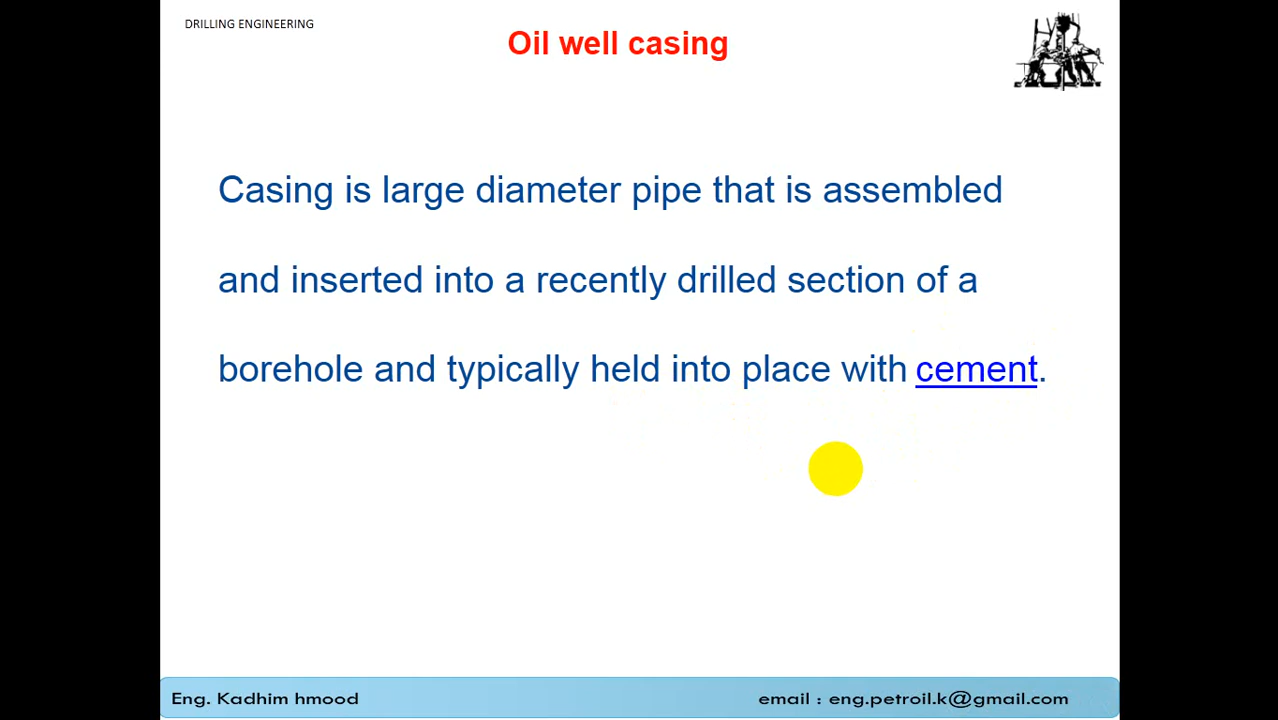 DRILLING ENGINEERING
Oil well casing
Casing is large diameter pipe that is assembled
and inserted into a recently drilled section of a
borehole and typically held into place with cement.
Eng. Kadhim hmood
email : eng.petroil.k@gmail.com